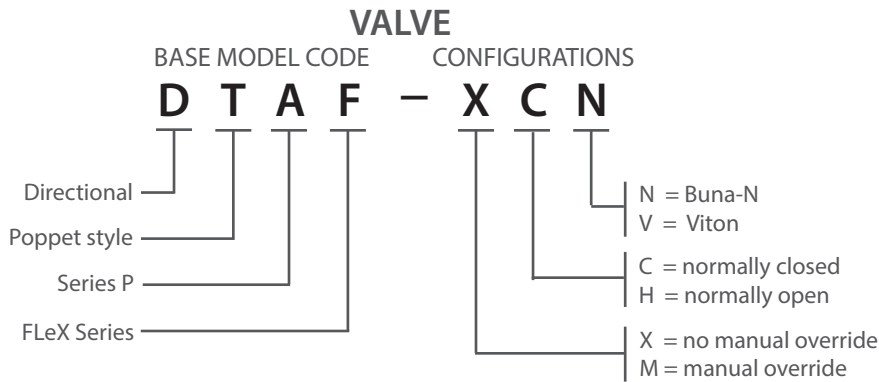 VALVE
BASE MODEL CODE CONFIGURATIONS
D T A F – X C N
Directional
Poppet style
Series P
FLeX Series
N = Buna-N
V = Viton
C = normally closed
H = normally open
X = no manual override
M = manual override